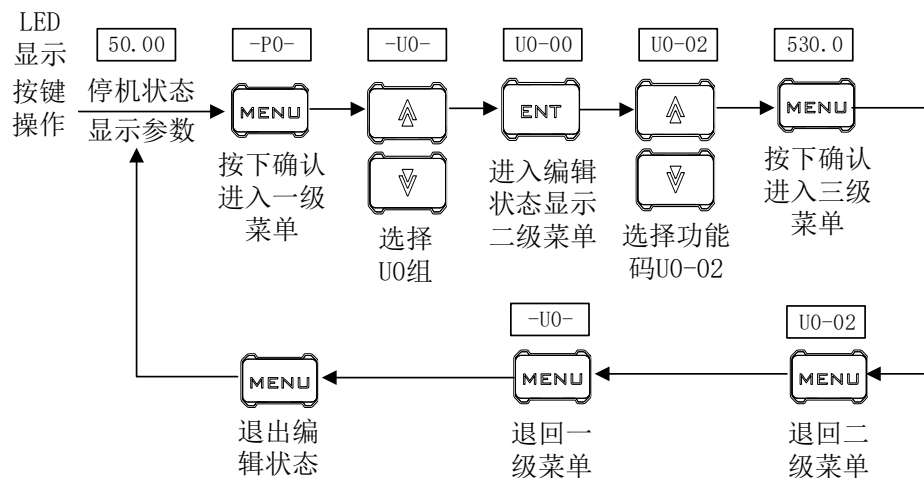 LED
显示
50.00
-P0-
-U0-
U0-00
U0-02
530.0
按键
操作
停机状态
显示参数
MENU
ENT
MENU
按下确认
进入一级
菜单
选择
U0组
进入编辑
状态显示
二级菜单
选择功能
码U0-02
按下确认
进入三级
菜单
-U0-
U0-02
MENU
MENU
MENU
退出编
辑状态
退回一
级菜单
退回二
级菜单